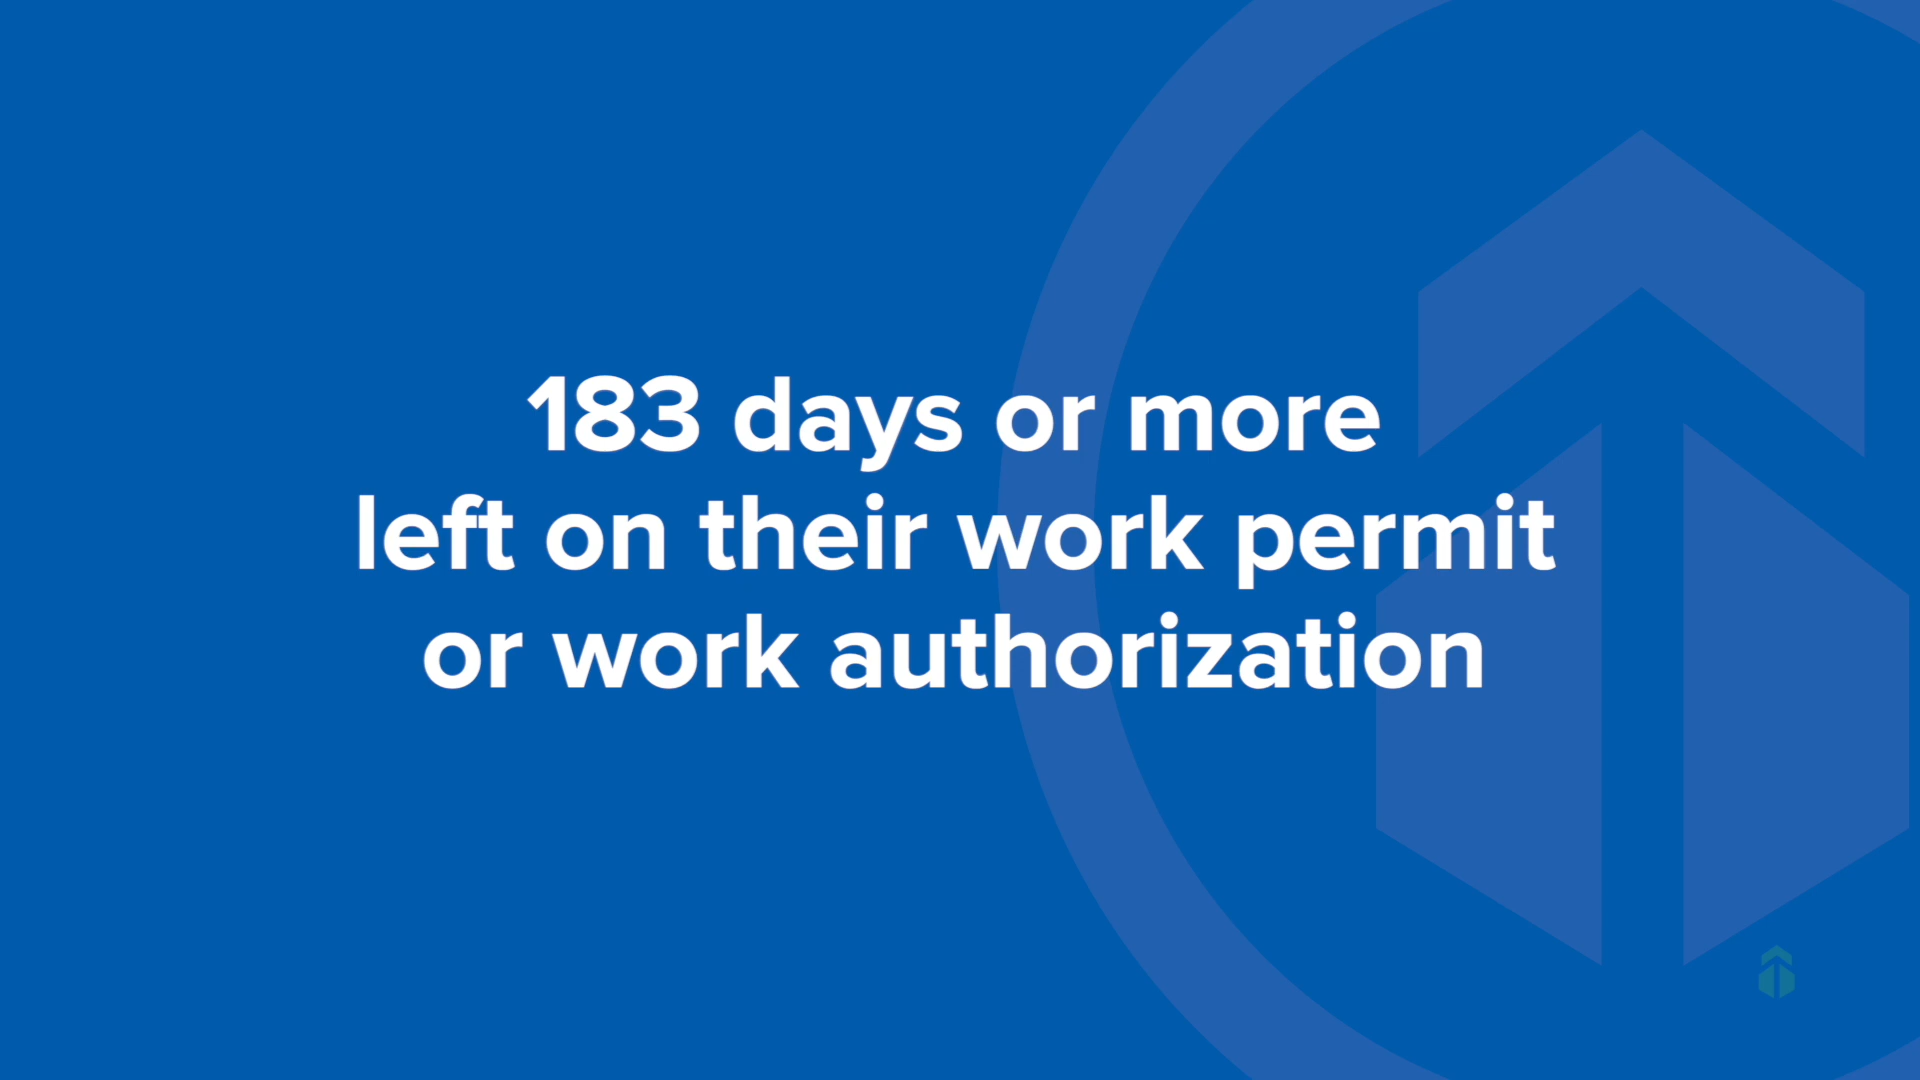 183 days or more
left on their work permit
or work authorization